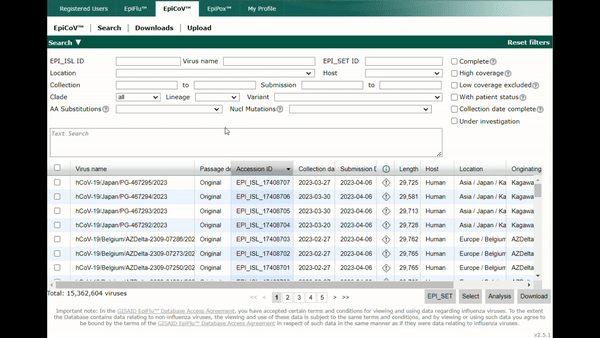 Registered Users EpiFlu™ EpiCoV™ EpiPox™ My Profile
EpiCoV™ Search Downloads Upload
Search Reset filters
EPI_ISL ID Virus name EPI_SET ID Complete
Location Host High coverage
Collection to Submission to Low coverage excluded
Clade all Lineage Variant With patient status
AA Substitutions Nucl Mutations Collection date complete
Under investigation
Text Search
Virus name Passage de Accession ID Collection da Submission D Length Host Location Originating
hCoV-19/Japan/PG-467295/2023 Original EPI_ISL_17408707 2023-03-27 2023-04-06 29,725 Human Asia / Japan / Ka Kagawa
hCoV-19/Japan/PG-467294/2023 Original EPI_ISL_17408706 2023-03-30 2023-04-06 29,581 Human Asia / Japan / Ka Kagawa
hCoV-19/Japan/PG-467293/2023 Original EPI_ISL_17408705 2023-03-30 2023-04-06 29,713 Human Asia / Japan / Ka Kagawa
hCoV-19/Japan/PG-467292/2023 Original EPI_ISL_17408704 2023-03-30 2023-04-06 29,728 Human Asia / Japan / Ka Kagawa
hCoV-19/Belgium/AZDelta-2309-07286/202 Original EPI_ISL_17408703 2023-02-27 2023-04-06 29,762 Human Europe / Belgium AZDelta
hCoV-19/Belgium/AZDelta-2309-07273/202 Original EPI_ISL_17408702 2023-02-27 2023-04-06 29,765 Human Europe / Belgium AZDelta
hCoV-19/Belgium/AZDelta-2309-07250/202 Original EPI_ISL_17408701 2023-02-27 2023-04-06 29,765 Human Europe / Belgium AZDelta
Total: 15,362,604 viruses << < 1 2 3 4 5 > >> EPI_SET Select Analysis Download
Important note: In the GISAID EpiFlu™ Database Access Agreement, you have accepted certain terms and conditions for viewing and using data regarding influenza viruses. To the extent
the Database contains data relating to non-influenza viruses, the viewing and use of these data is subject to the same terms and conditions, and by viewing or using such data you agree to
be bound by the terms of the GISAID EpiFlu™ Database Access Agreement in respect of such data in the same manner as if they were data relating to influenza viruses.
v2.5.1